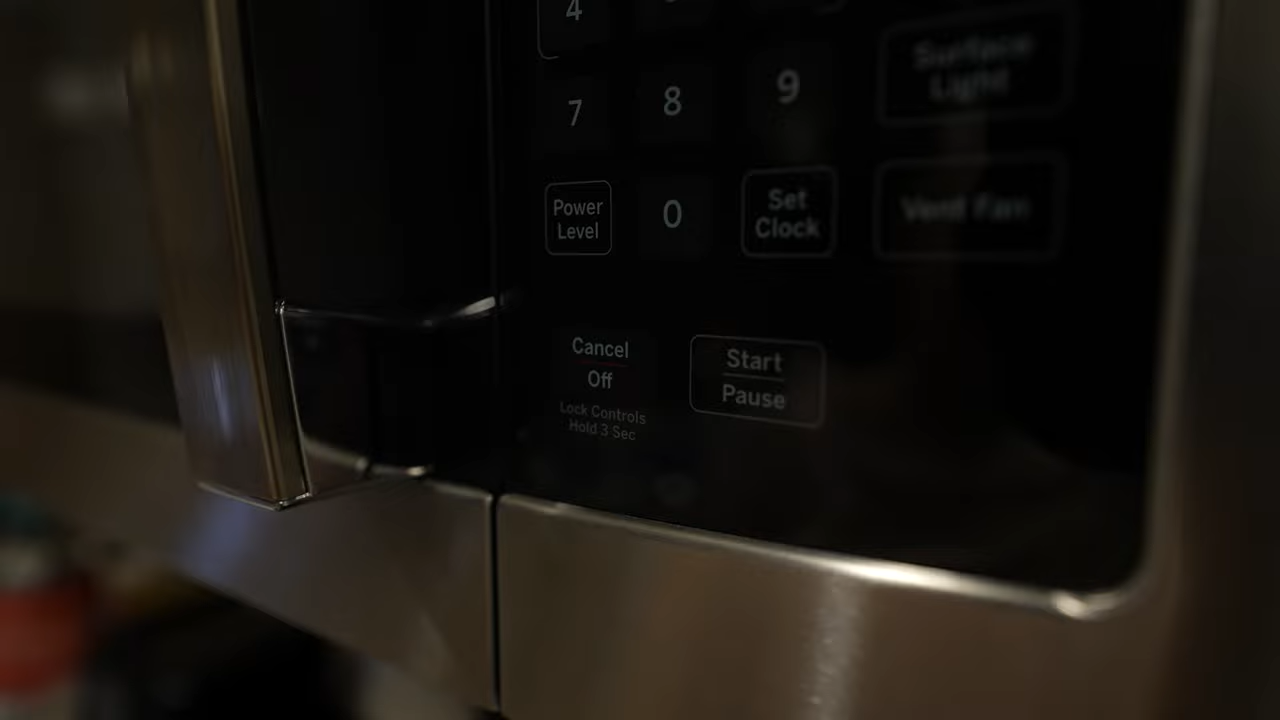 4
7 8 9
Surface
Light
Power
Level
0
Set
Clock
Vent Fan
Cancel
Off
Lock Controls
Hold 3 Sec
Start
Pause